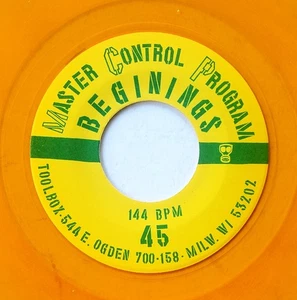 MASTER CONTROL PROGRAM
BEGININGS
144 BPM
45
TOOLBOX·544 E. OGDEN 700-158·MILW. WI 53202